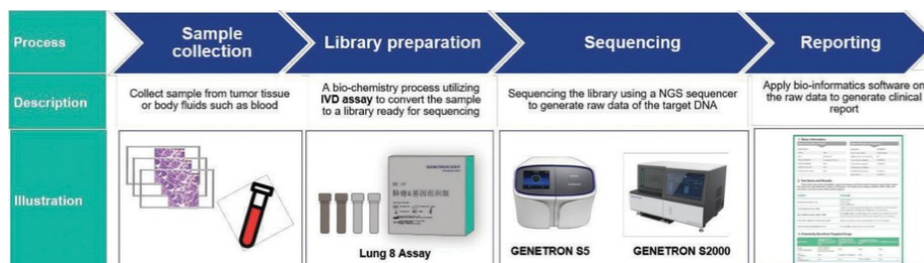 Process
Sample
collection
Library preparation
Sequencing
Reporting
Description
Collect sample from tumor tissue
or body fluids such as blood
A bio-chemistry process utilizing
IVD assay to convert the sample
to a library ready for sequencing
Sequencing the library using a NGS sequencer
to generate raw data of the target DNA
Apply bio-informatics software on
the raw data to generate clinical
report
Illustration
Lung 8 Assay
GENETRON S5
GENETRON S2000